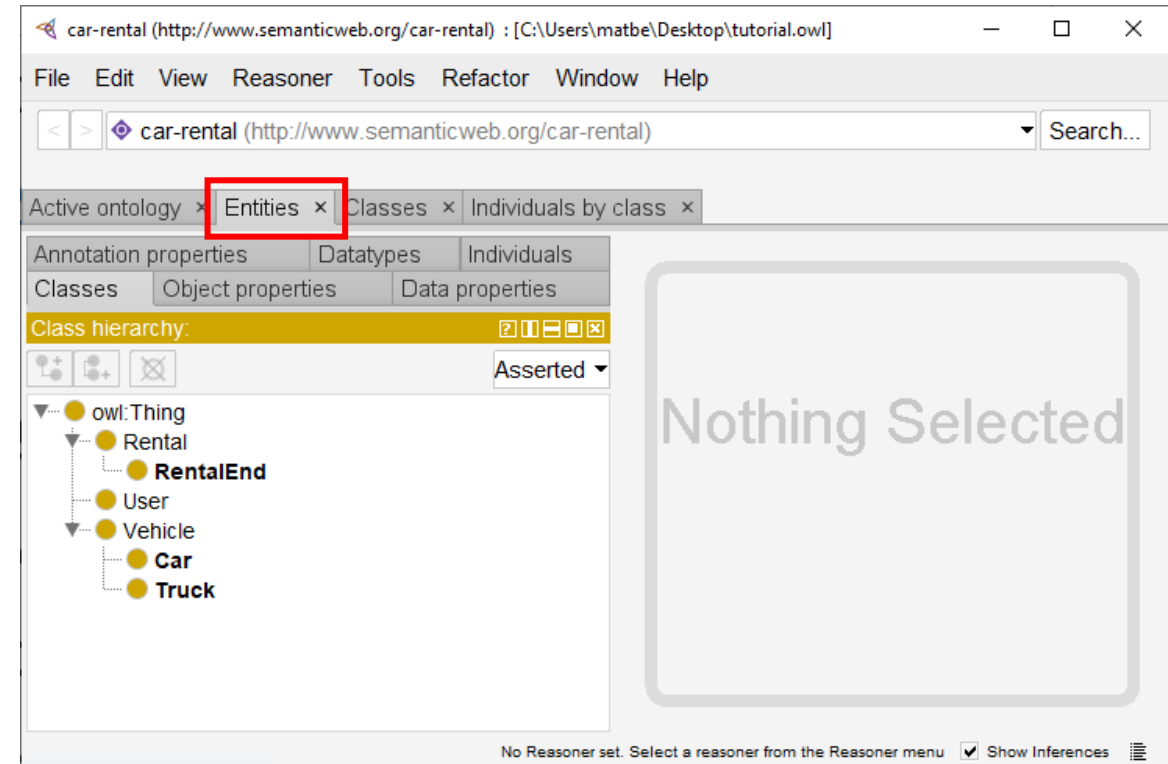 car-rental (http://www.semanticweb.org/car-rental) : [C:\Users\matbe\Desktop\tutorial.owl]
File Edit View Reasoner Tools Refactor Window Help
< > car-rental (http://www.semanticweb.org/car-rental) Search...
Active ontology × Entities × Classes × Individuals by class ×
Annotation properties Datatypes Individuals
Classes Object properties Data properties
Class hierarchy:
Asserted
owl:Thing
Rental
RentalEnd
User
Vehicle
Car
Truck
Nothing Selected
No Reasoner set. Select a reasoner from the Reasoner menu Show Inferences